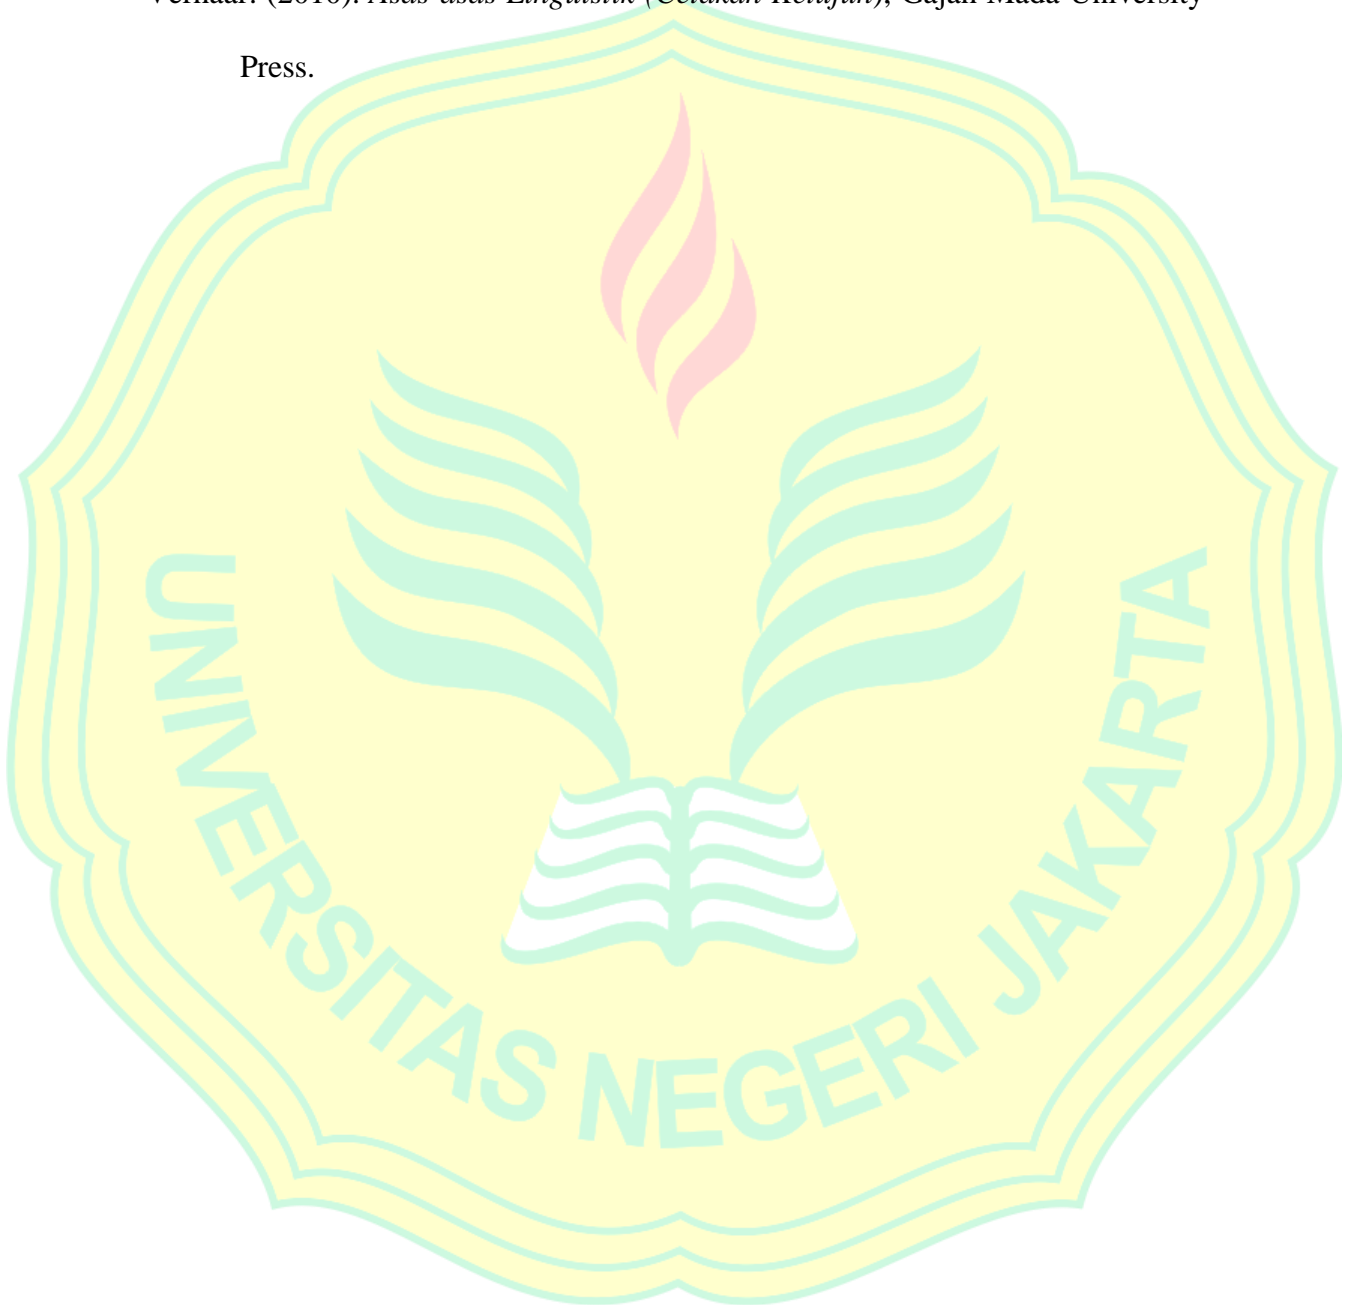 Verhaar. (2010). Asas-asas Linguistik (Cetakan Ketujuh), Gajah Mada University
Press.
UNIVERSITAS NEGERI JAKARTA